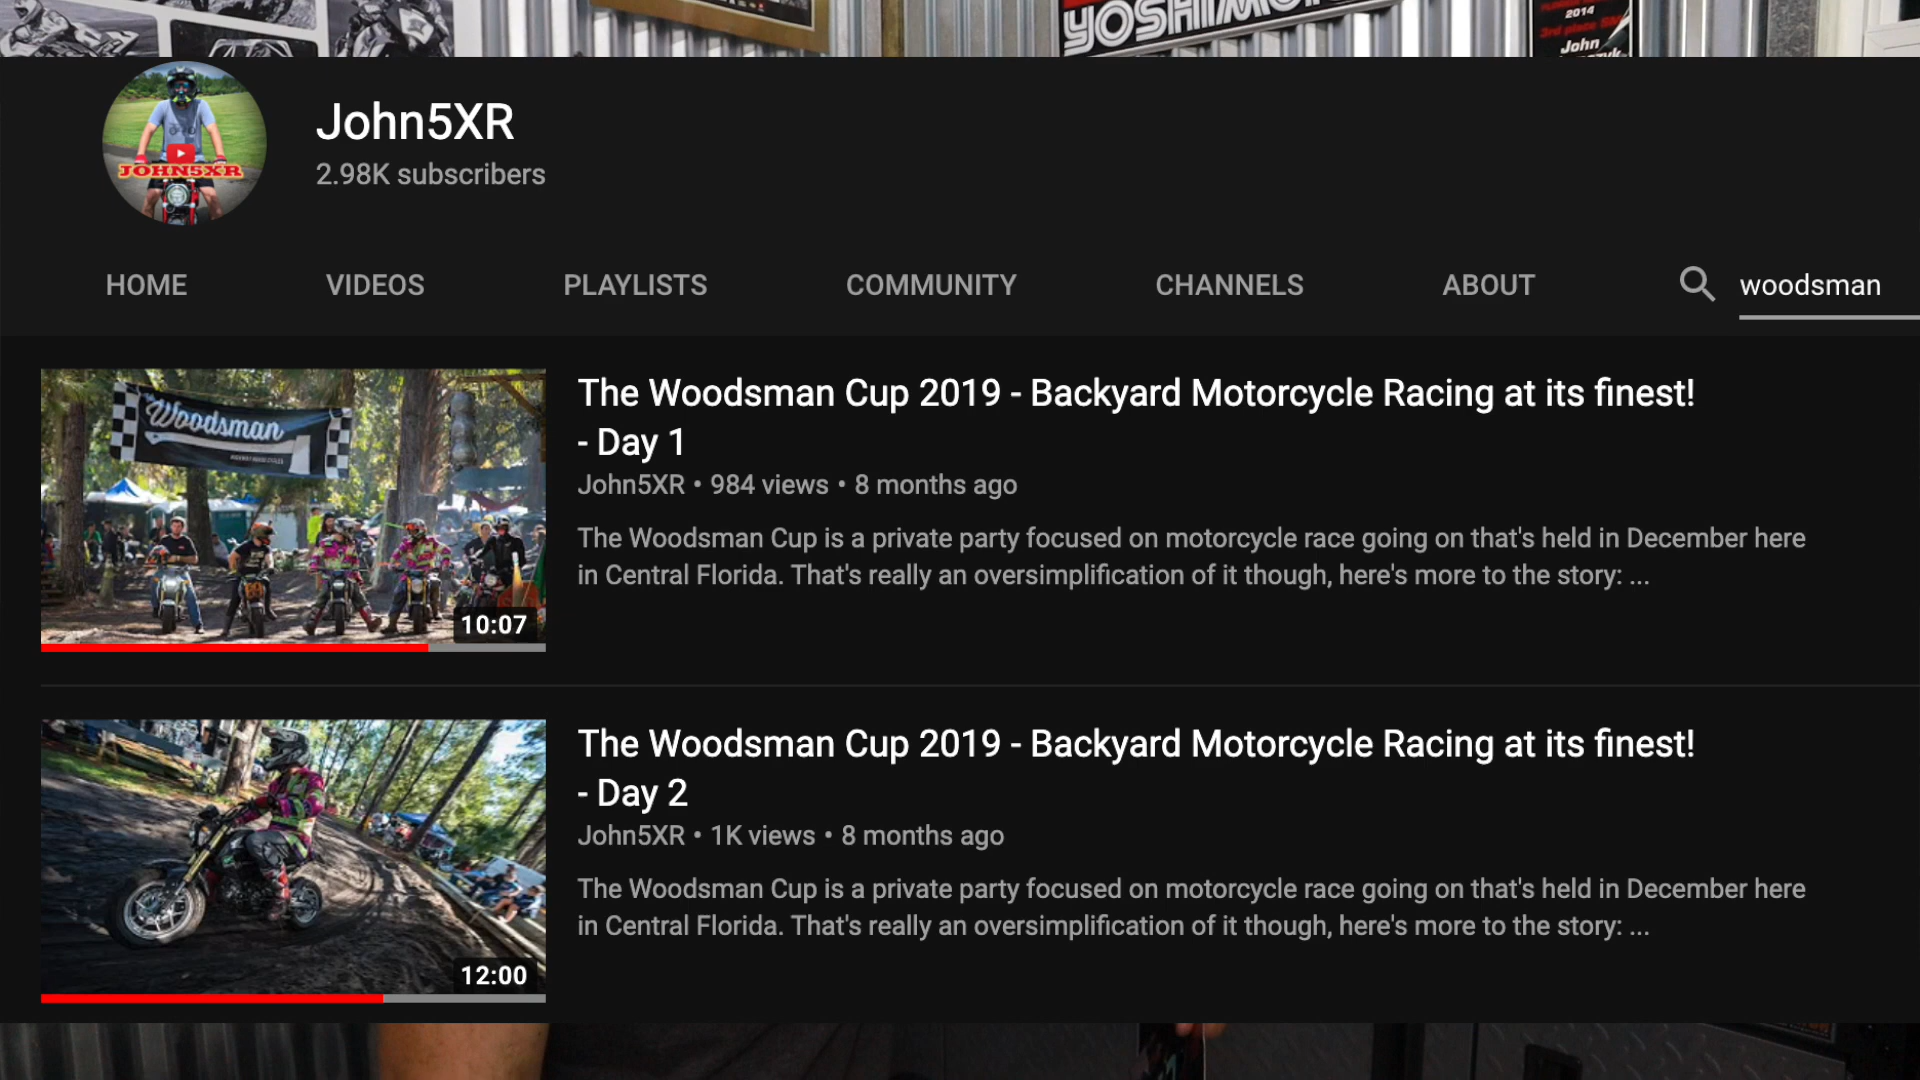 YOSHIMU
2014
3rd place
John
JOHN5XR
John5XR
2.98K subscribers
HOME VIDEOS PLAYLISTS COMMUNITY CHANNELS ABOUT woodsman
Woodsman
10:07
The Woodsman Cup 2019 - Backyard Motorcycle Racing at its finest!
- Day 1
John5XR • 984 views • 8 months ago
The Woodsman Cup is a private party focused on motorcycle race going on that's held in December here
in Central Florida. That's really an oversimplification of it though, here's more to the story: ...
12:00
The Woodsman Cup 2019 - Backyard Motorcycle Racing at its finest!
- Day 2
John5XR • 1K views • 8 months ago
The Woodsman Cup is a private party focused on motorcycle race going on that's held in December here
in Central Florida. That's really an oversimplification of it though, here's more to the story: ...